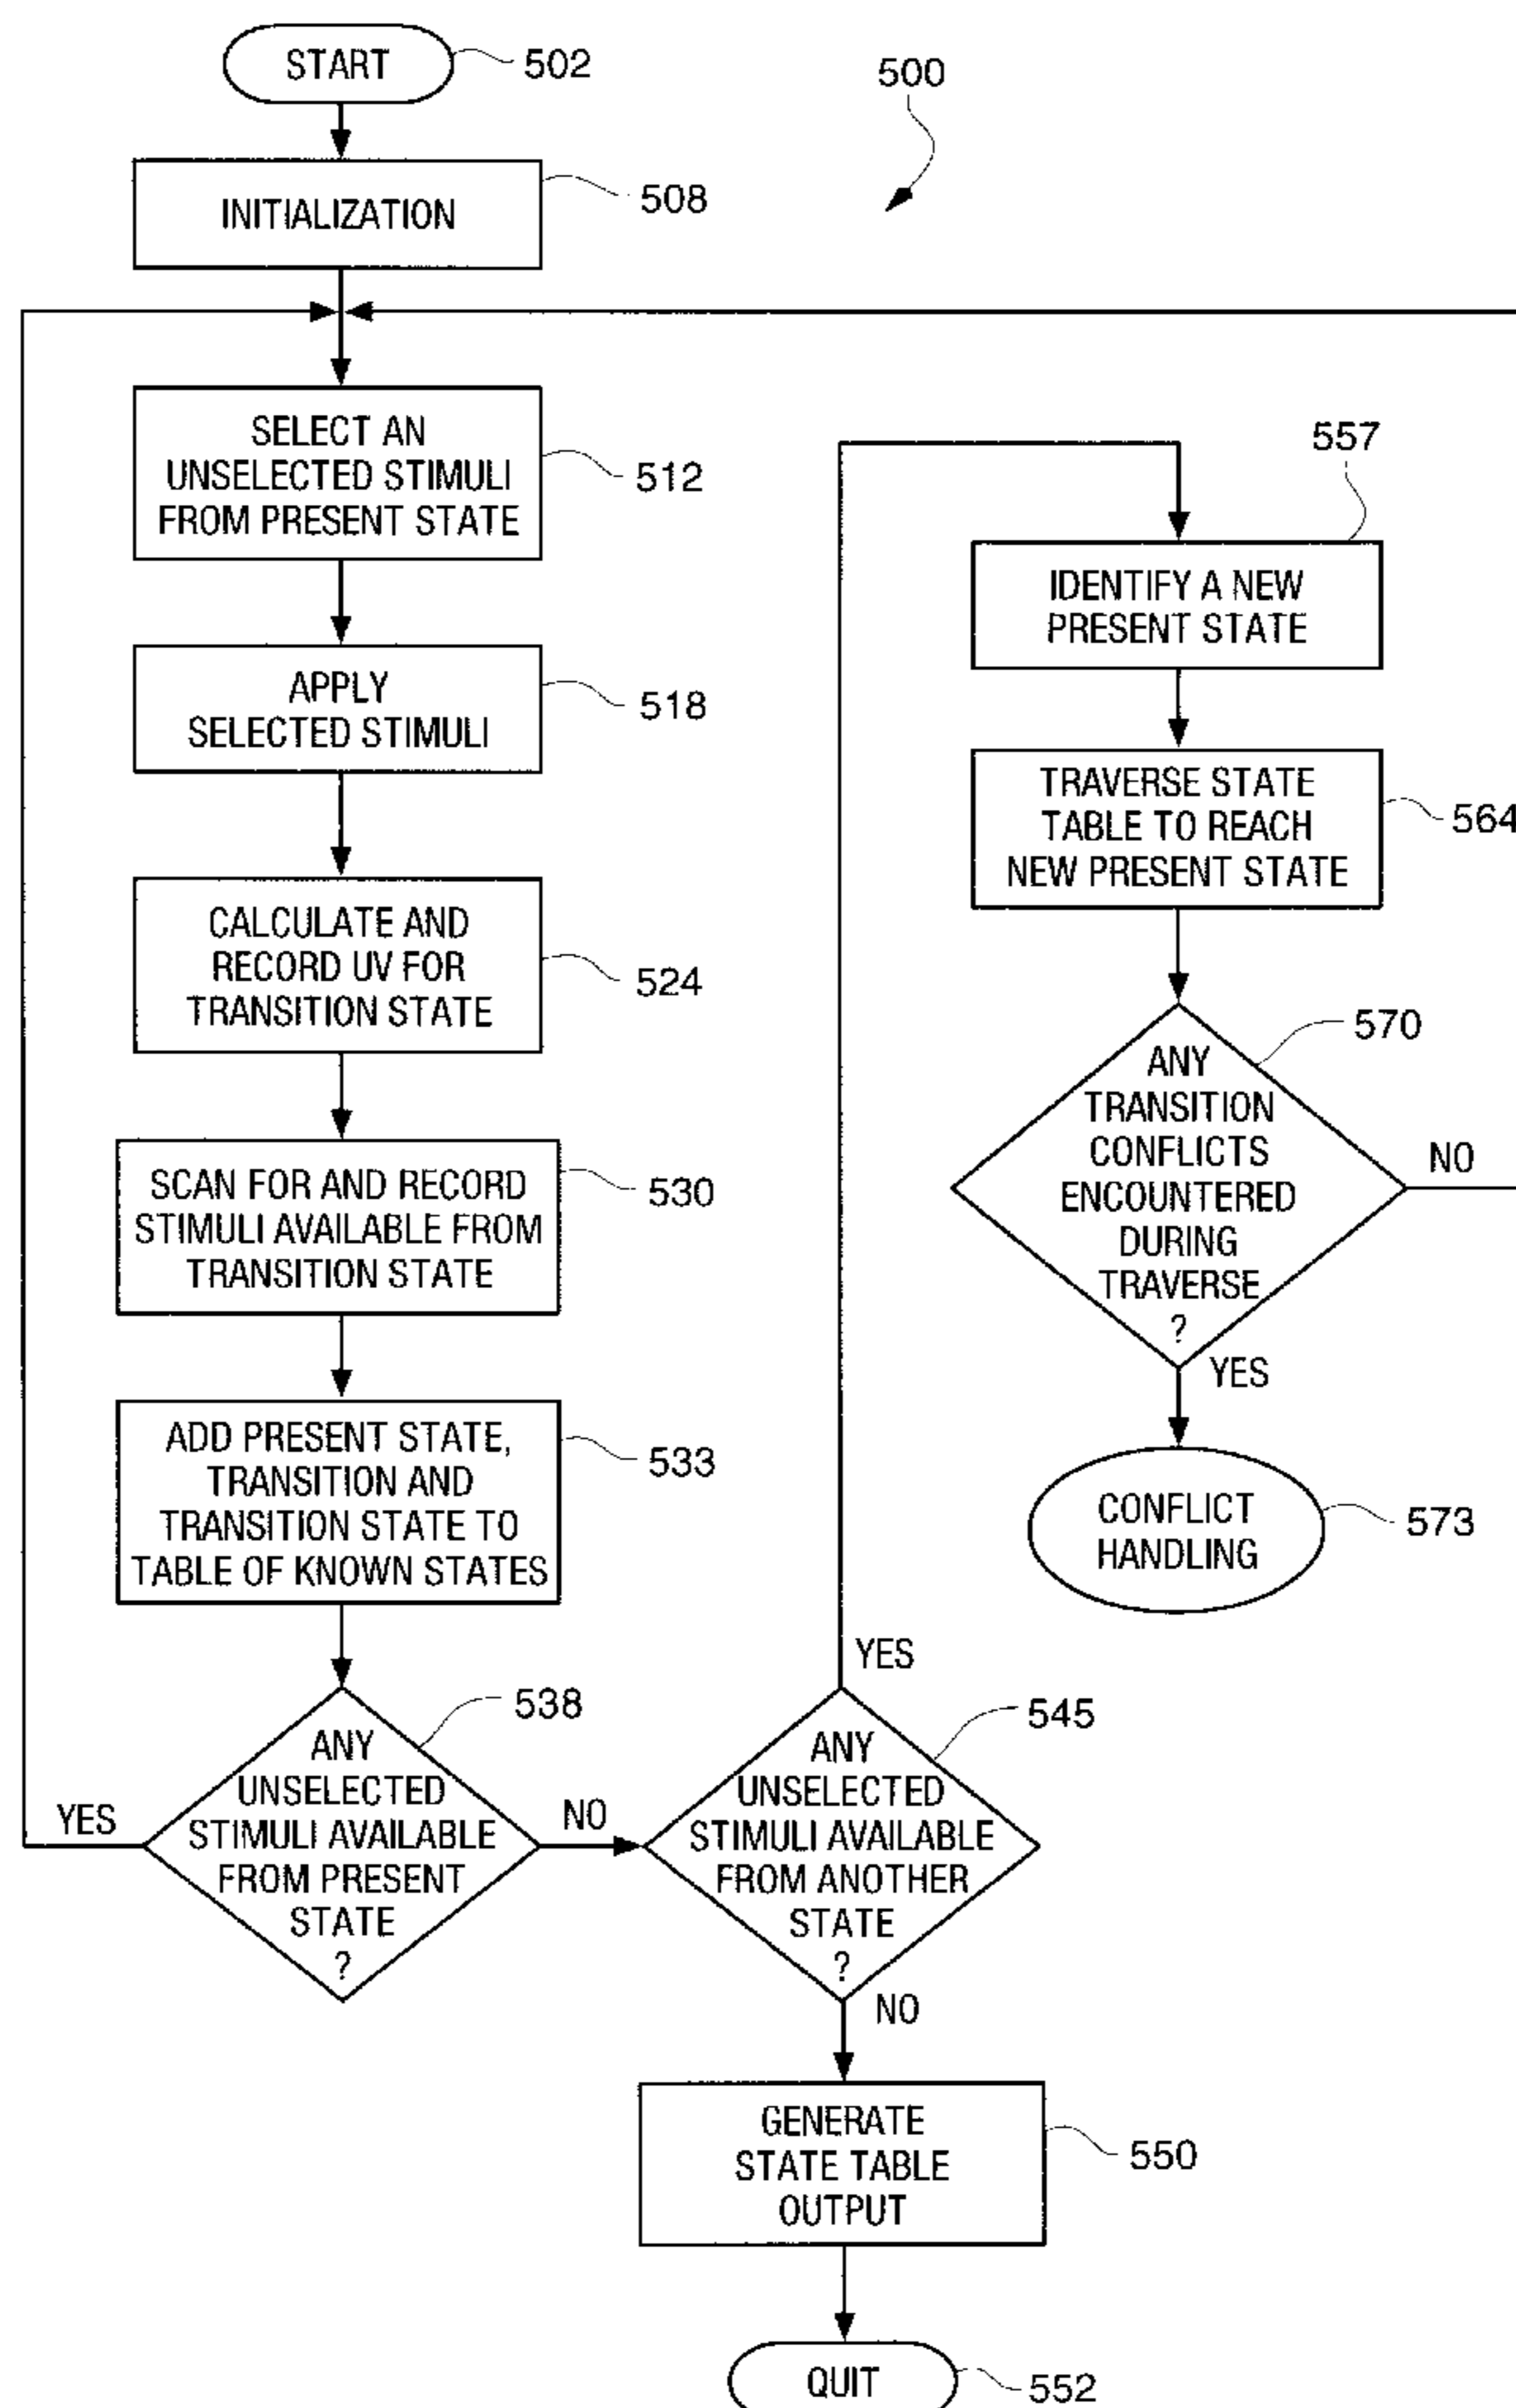 START
502
500
INITIALIZATION
508
SELECT AN
UNSELECTED STIMULI
FROM PRESENT STATE
512
APPLY
SELECTED STIMULI
518
CALCULATE AND
RECORD UV FOR
TRANSITION STATE
524
SCAN FOR AND RECORD
STIMULI AVAILABLE FROM
TRANSITION STATE
530
ADD PRESENT STATE,
TRANSITION AND
TRANSITION STATE TO
TABLE OF KNOWN STATES
533
ANY
UNSELECTED
STIMULI AVAILABLE
FROM PRESENT
STATE
?
538
YES
NO
ANY
UNSELECTED
STIMULI AVAILABLE
FROM ANOTHER
STATE
?
545
YES
NO
GENERATE
STATE TABLE
OUTPUT
550
QUIT
552
557
IDENTIFY A NEW
PRESENT STATE
TRAVERSE STATE
TABLE TO REACH
NEW PRESENT STATE
564
ANY
TRANSITION
CONFLICTS
ENCOUNTERED
DURING
TRAVERSE
?
570
NO
YES
CONFLICT
HANDLING
573